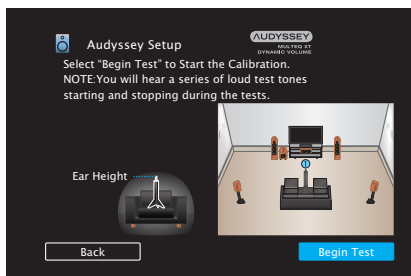 Audyssey Setup
AUDYSSEY
MULTEQ XT
DYNAMIC VOLUME
Select “Begin Test” to Start the Calibration.
NOTE:You will hear a series of loud test tones
starting and stopping during the tests.
Ear Height
Back
Begin Test